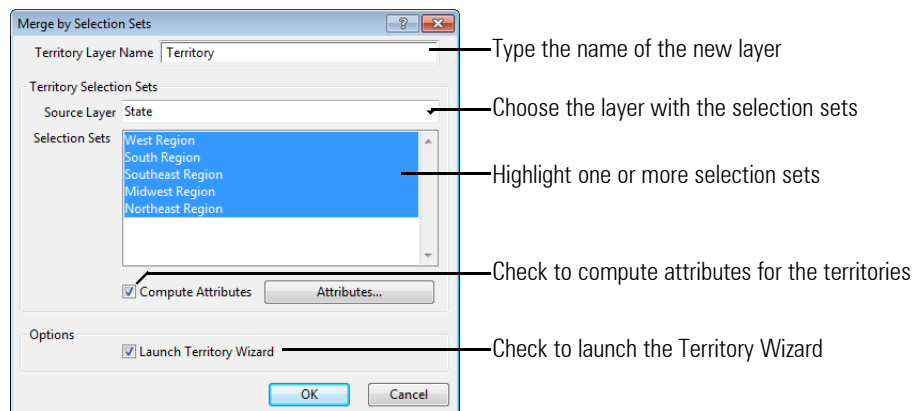 Merge by Selection Sets
?
Territory Layer Name Territory
Type the name of the new layer
Territory Selection Sets
Source Layer State
Choose the layer with the selection sets
Selection Sets
West Region
South Region
Southeast Region
Midwest Region
Northeast Region
Highlight one or more selection sets
Check to compute attributes for the territories
Compute Attributes
Attributes...
Options
Launch Territory Wizard
Check to launch the Territory Wizard
OK
Cancel